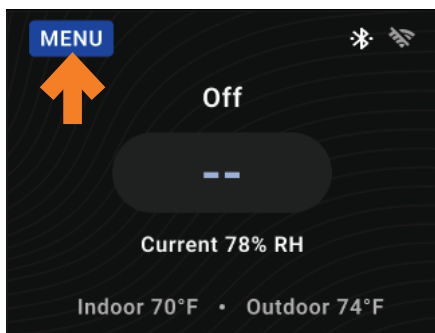 MENU
Off
--
Current 78% RH
Indoor 70°F • Outdoor 74°F